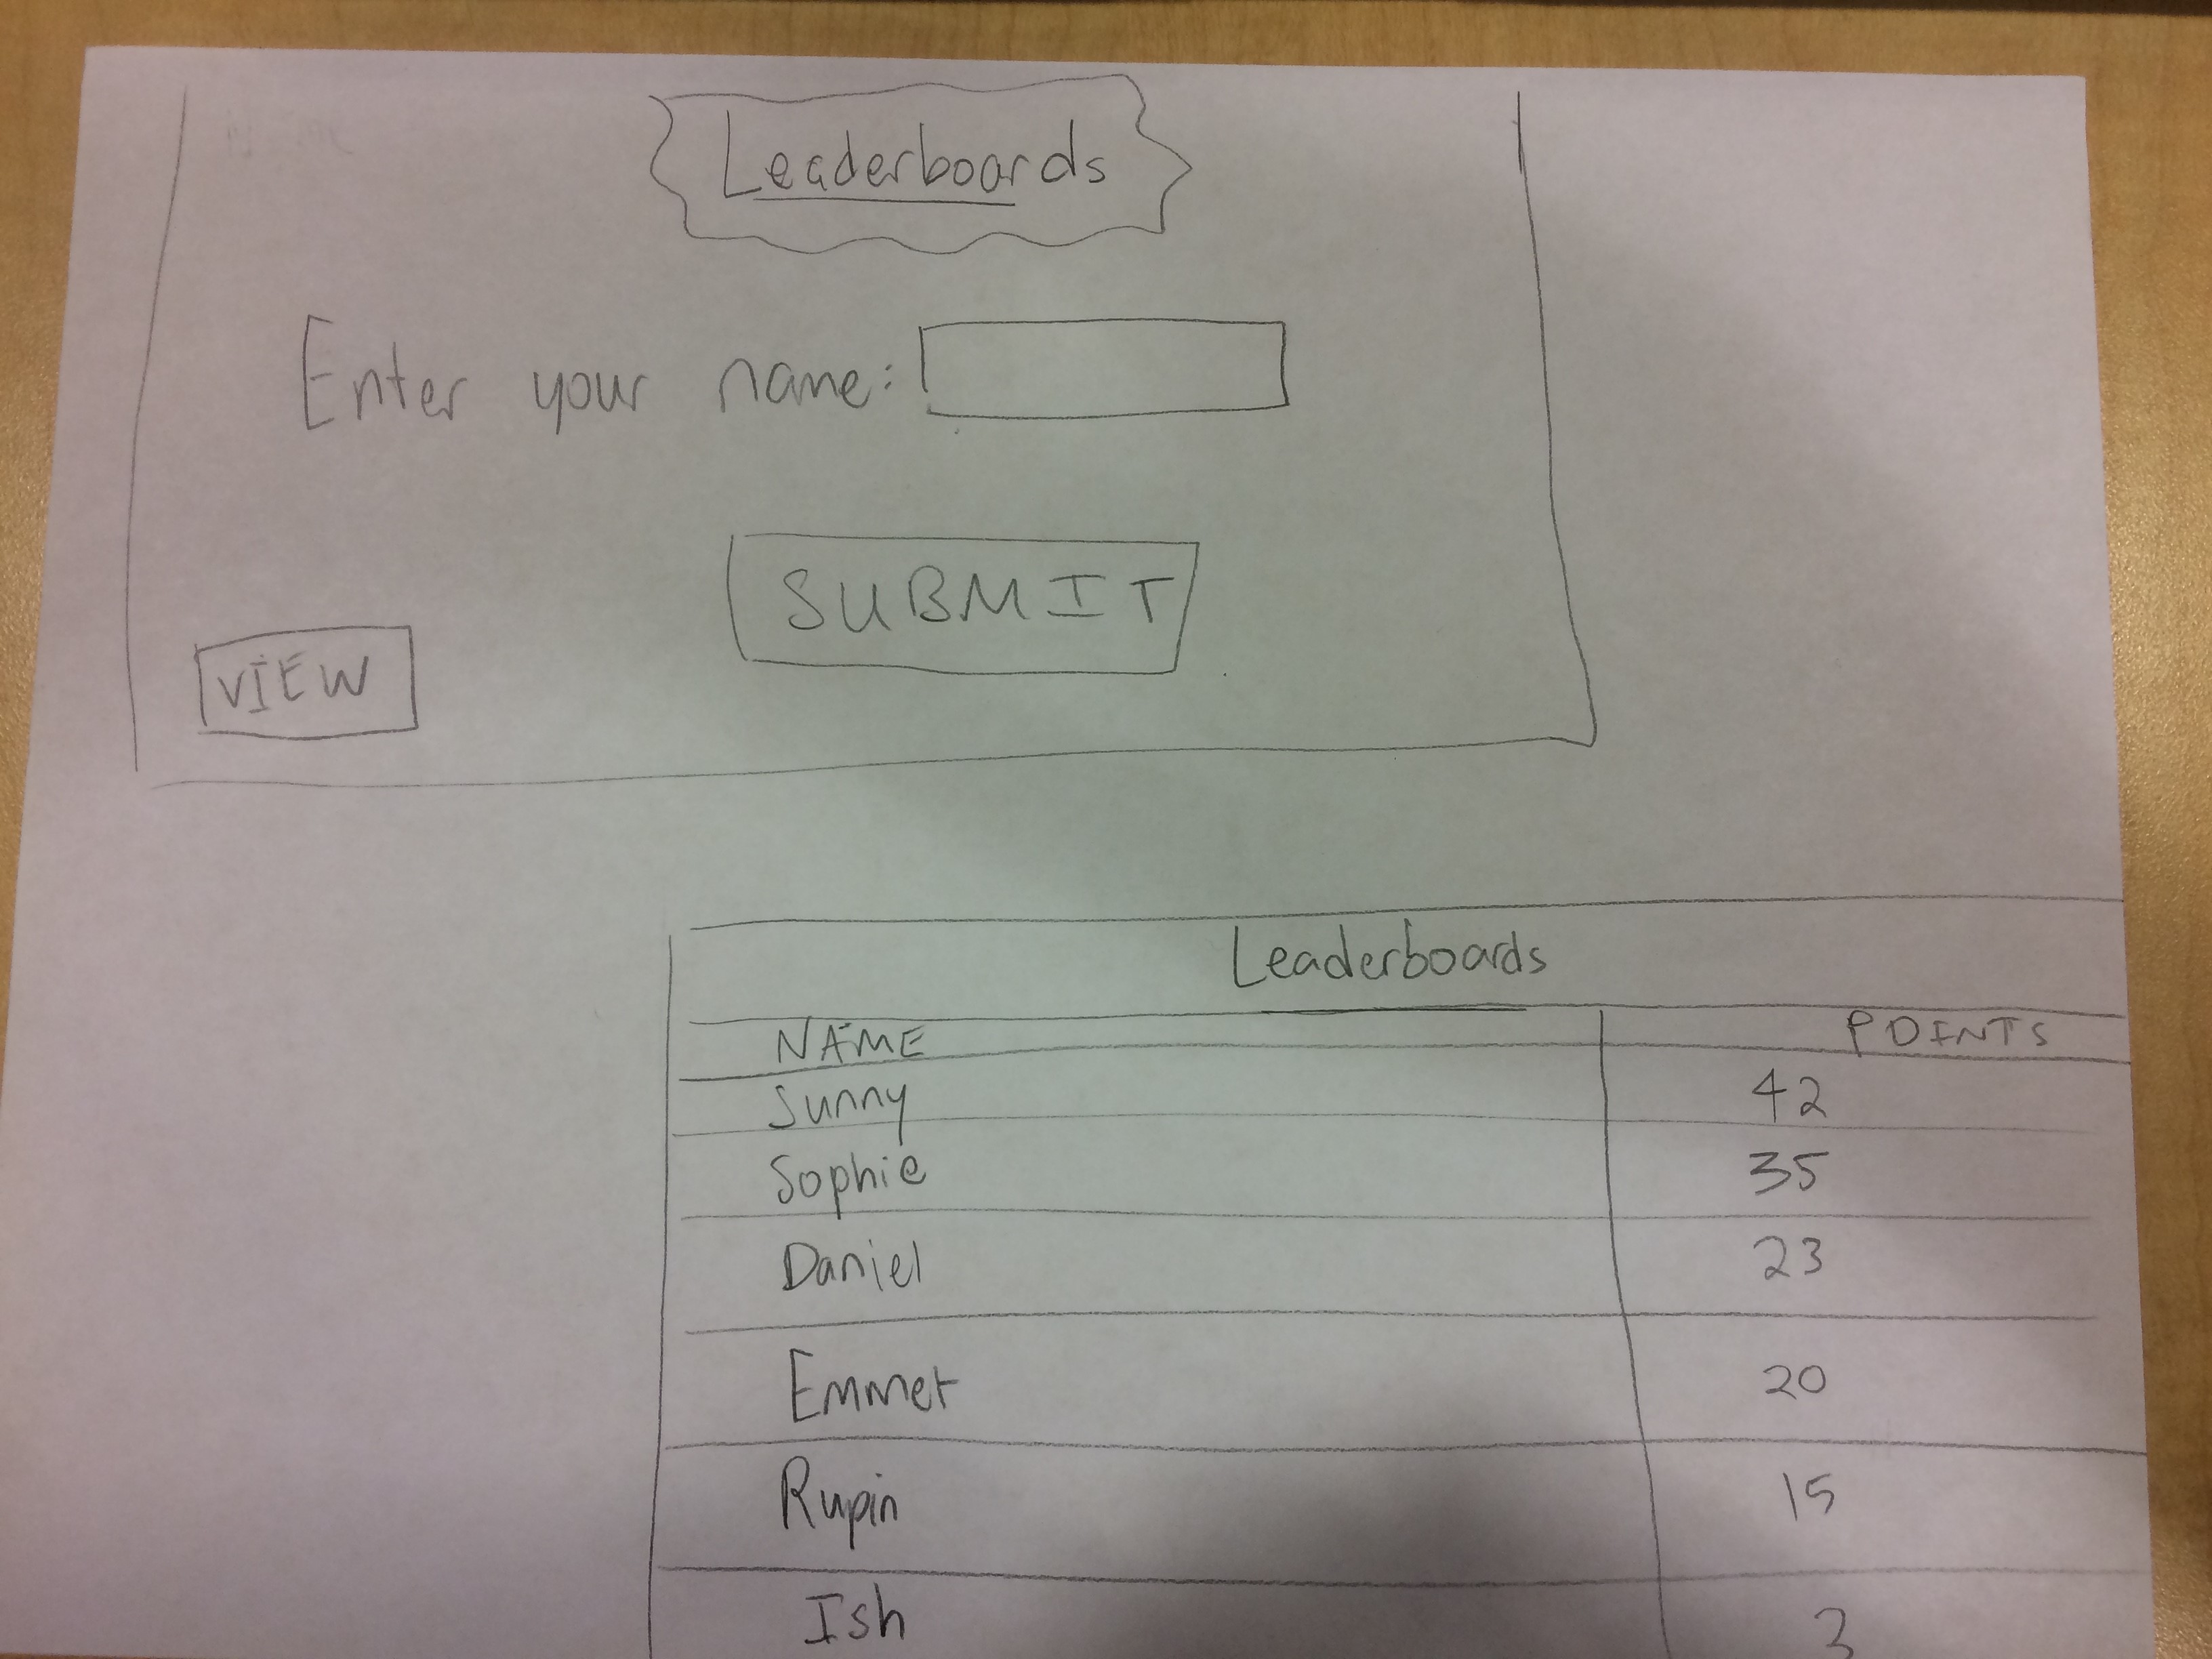 Leaderboards
Enter your name:
SUBMIT
VIEW
Leaderboards
NAME POINTS
Sunny 42
Sophie 35
Daniel 23
Emmet 20
Rupin 15
Ish